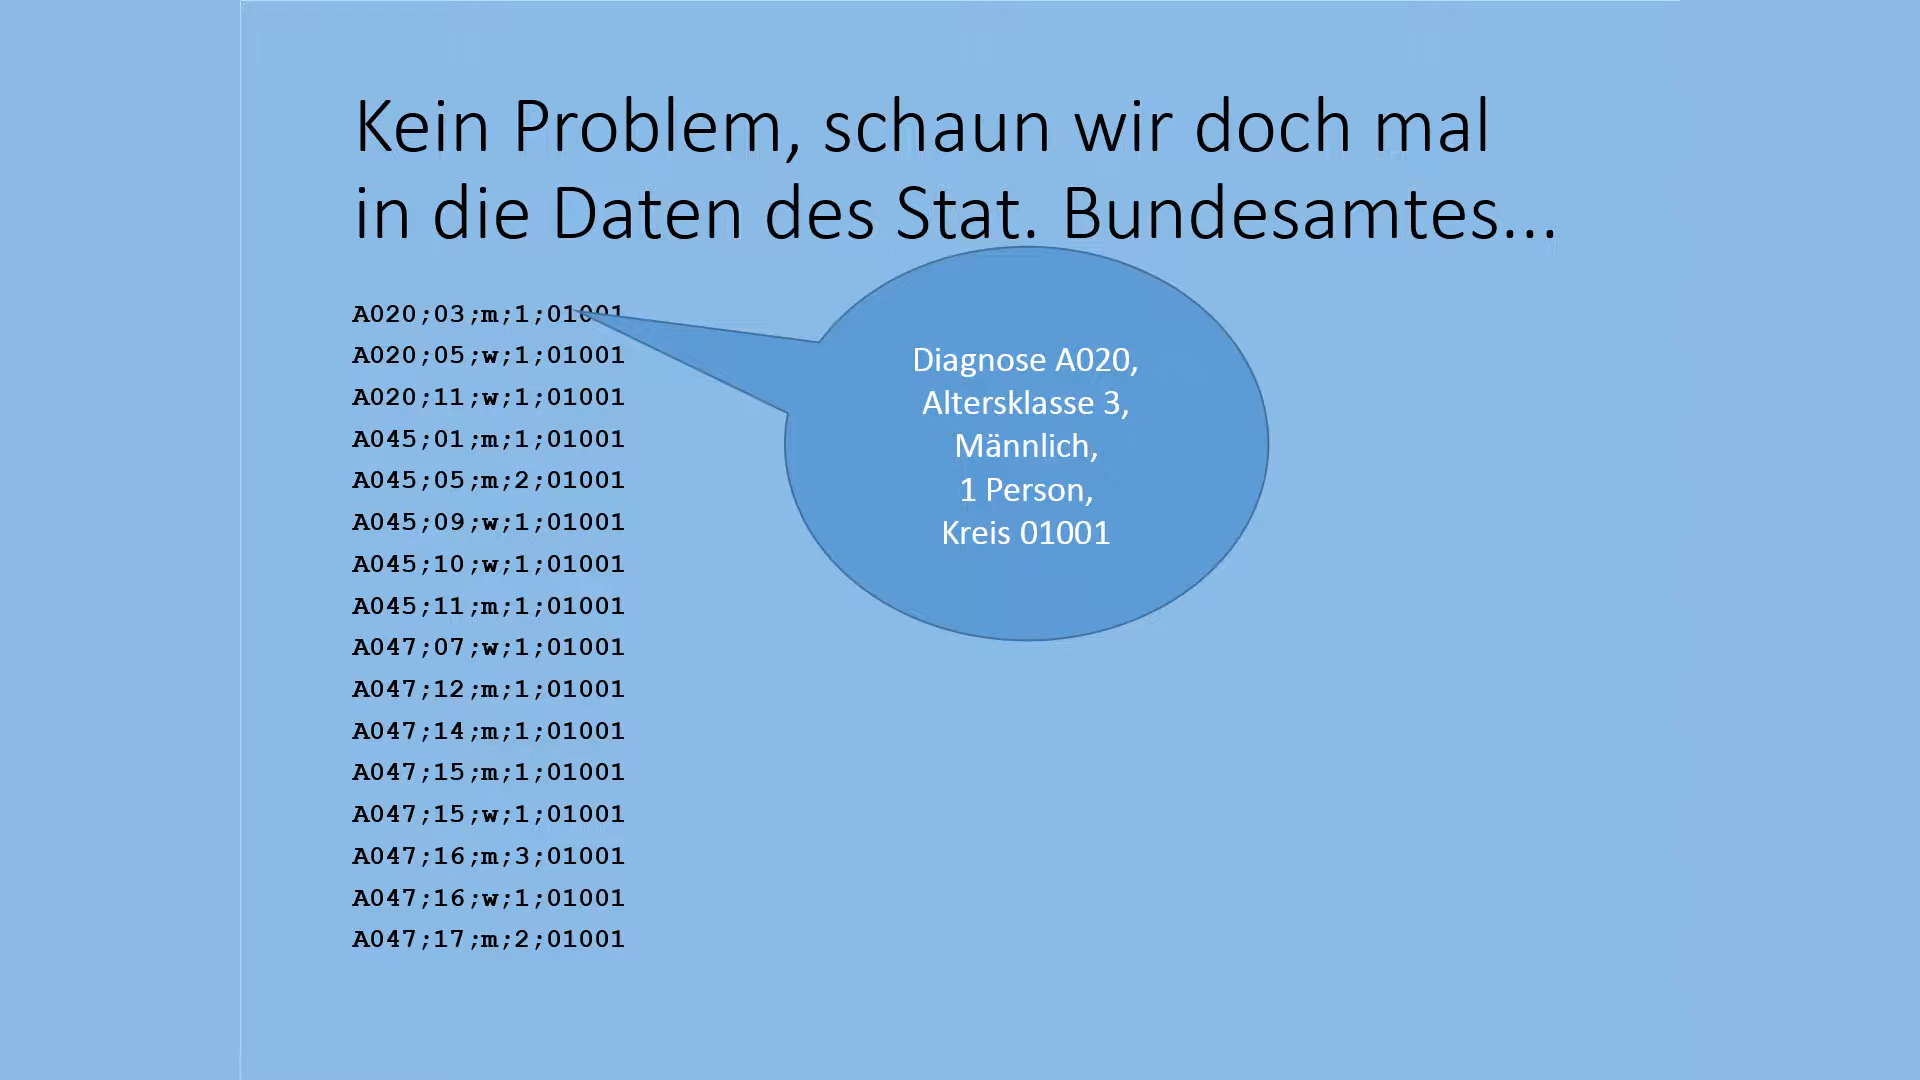 Kein Problem, schaun wir doch mal
in die Daten des Stat. Bundesamtes...
A020;03;m;1;01001
A020;05;w;1;01001
A020;11;w;1;01001
A045;01;m;1;01001
A045;05;m;2;01001
A045;09;w;1;01001
A045;10;w;1;01001
A045;11;m;1;01001
A047;07;w;1;01001
A047;12;m;1;01001
A047;14;m;1;01001
A047;15;m;1;01001
A047;15;w;1;01001
A047;16;m;3;01001
A047;16;w;1;01001
A047;17;m;2;01001
Diagnose A020,
Altersklasse 3,
Männlich,
1 Person,
Kreis 01001